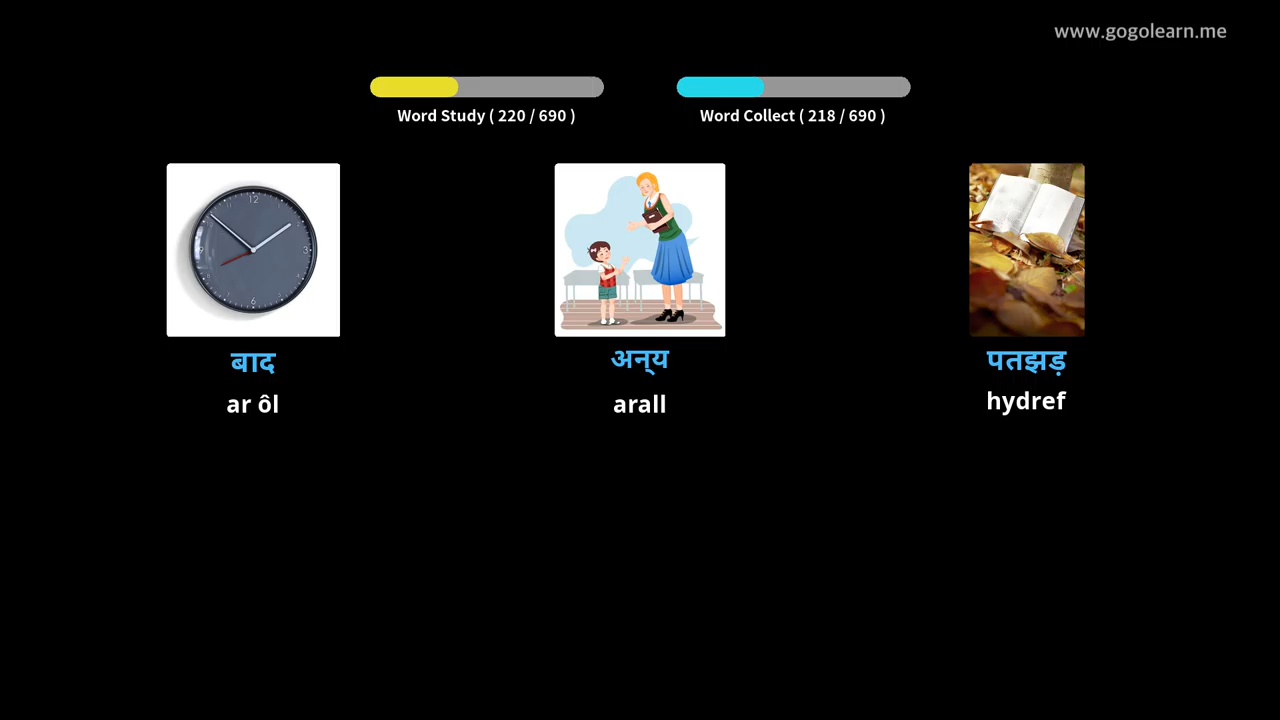 www.gogolearn.me
Word Study ( 220 / 690 )
Word Collect ( 218 / 690 )
बाद
अन्‌य
पतझड़
ar ôl
arall
hydref